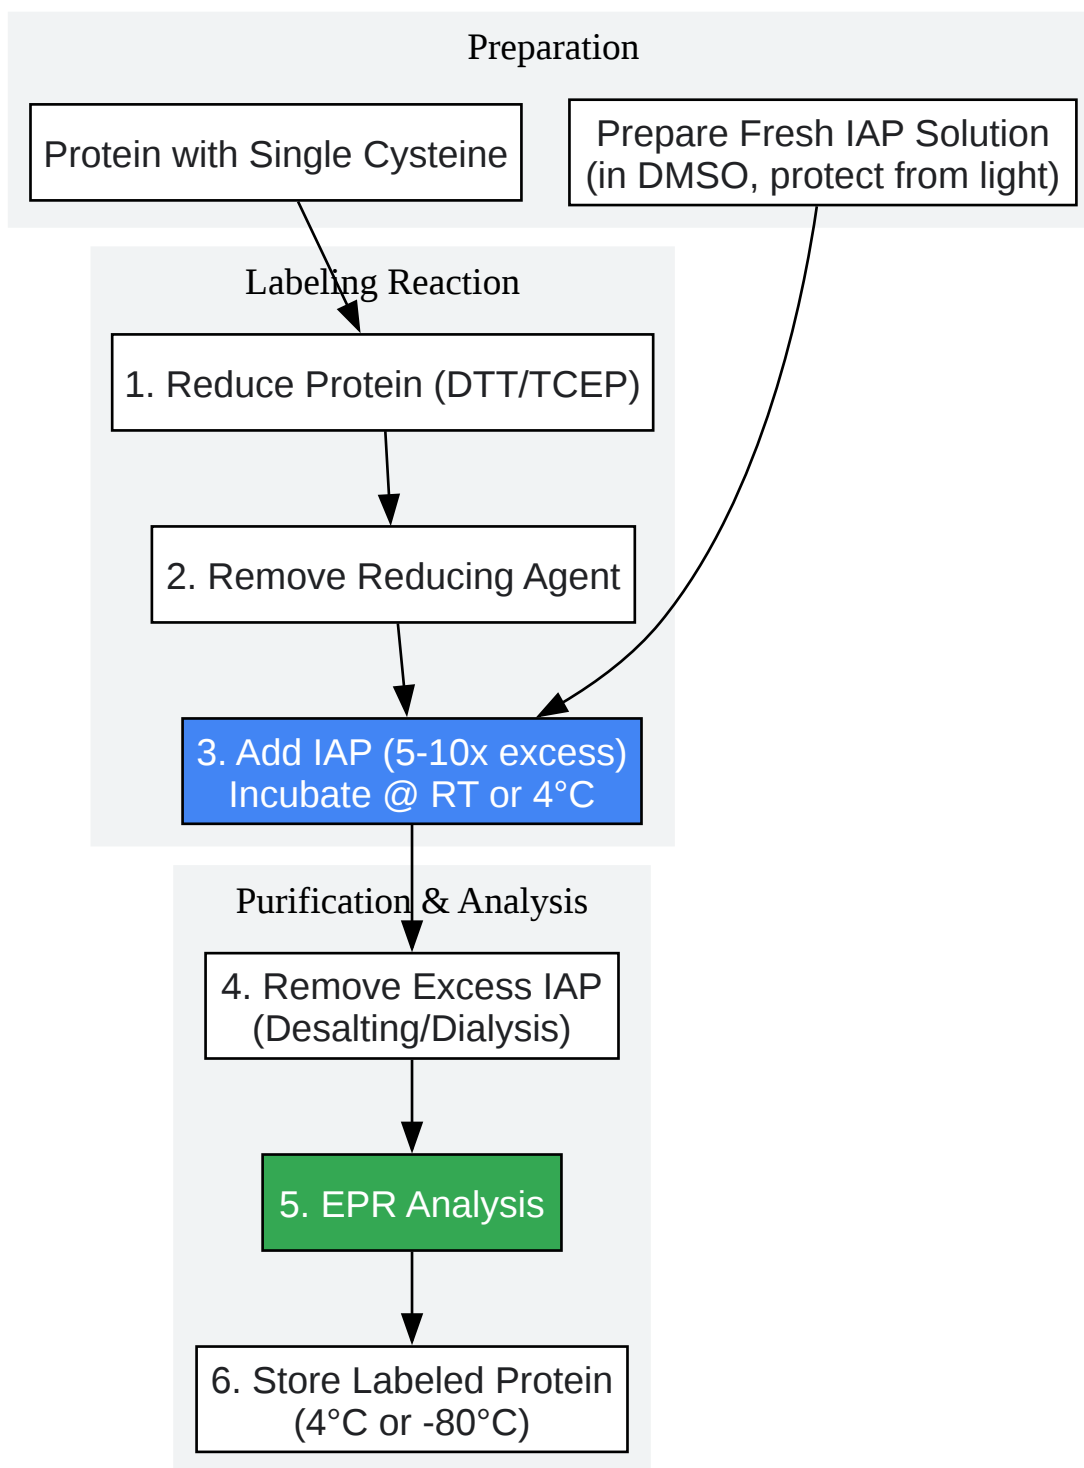 Preparation
Protein with Single Cysteine
Prepare Fresh IAP Solution
(in DMSO, protect from light)
Labeling Reaction
1. Reduce Protein (DTT/TCEP)
2. Remove Reducing Agent
3. Add IAP (5-10x excess)
Incubate @ RT or 4°C
Purification & Analysis
4. Remove Excess IAP
(Desalting/Dialysis)
5. EPR Analysis
6. Store Labeled Protein
(4°C or -80°C)